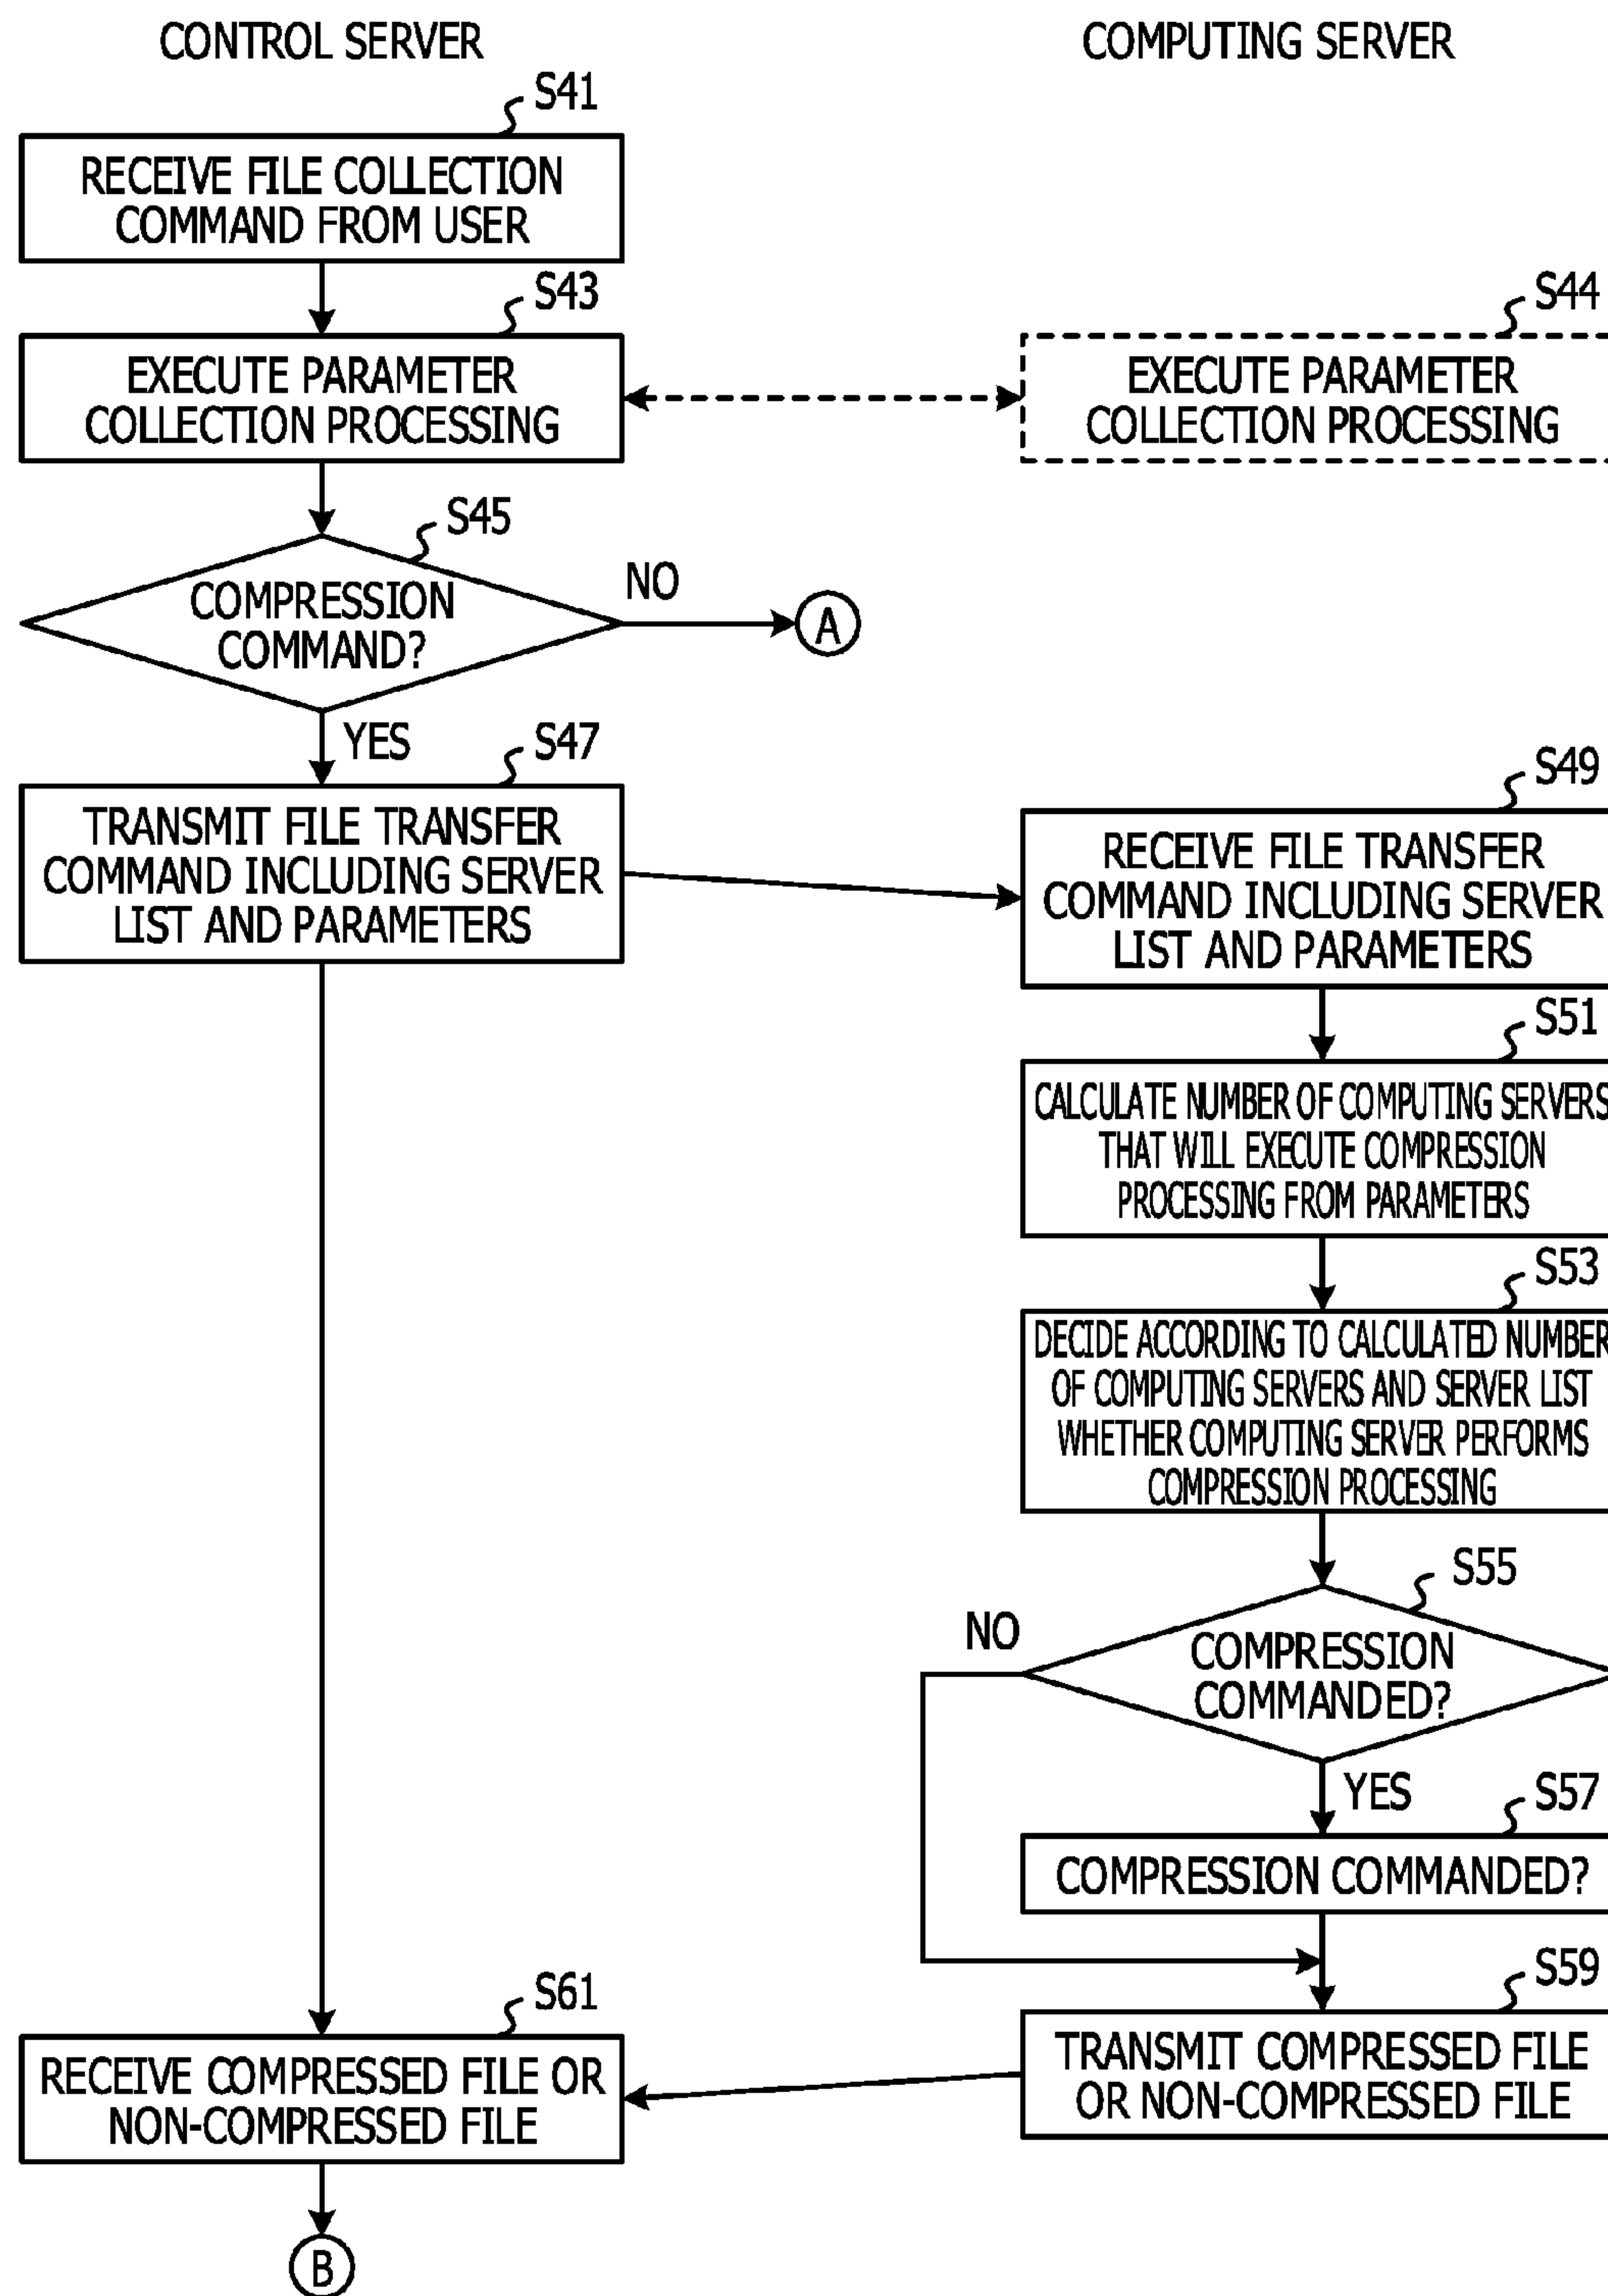 CONTROL SERVER
COMPUTING SERVER
S41
RECEIVE FILE COLLECTION
COMMAND FROM USER
S43
EXECUTE PARAMETER
COLLECTION PROCESSING
S44
EXECUTE PARAMETER
COLLECTION PROCESSING
S45
COMPRESSION
COMMAND?
NO
A
YES
S47
TRANSMIT FILE TRANSFER
COMMAND INCLUDING SERVER
LIST AND PARAMETERS
S49
RECEIVE FILE TRANSFER
COMMAND INCLUDING SERVER
LIST AND PARAMETERS
S51
CALCULATE NUMBER OF COMPUTING SERVERS
THAT WILL EXECUTE COMPRESSION
PROCESSING FROM PARAMETERS
S53
DECIDE ACCORDING TO CALCULATED NUMBER
OF COMPUTING SERVERS AND SERVER LIST
WHETHER COMPUTING SERVER PERFORMS
COMPRESSION PROCESSING
S55
COMPRESSION
COMMANDED?
NO
YES
S57
COMPRESSION COMMANDED?
S59
TRANSMIT COMPRESSED FILE
OR NON-COMPRESSED FILE
S61
RECEIVE COMPRESSED FILE OR
NON-COMPRESSED FILE
B